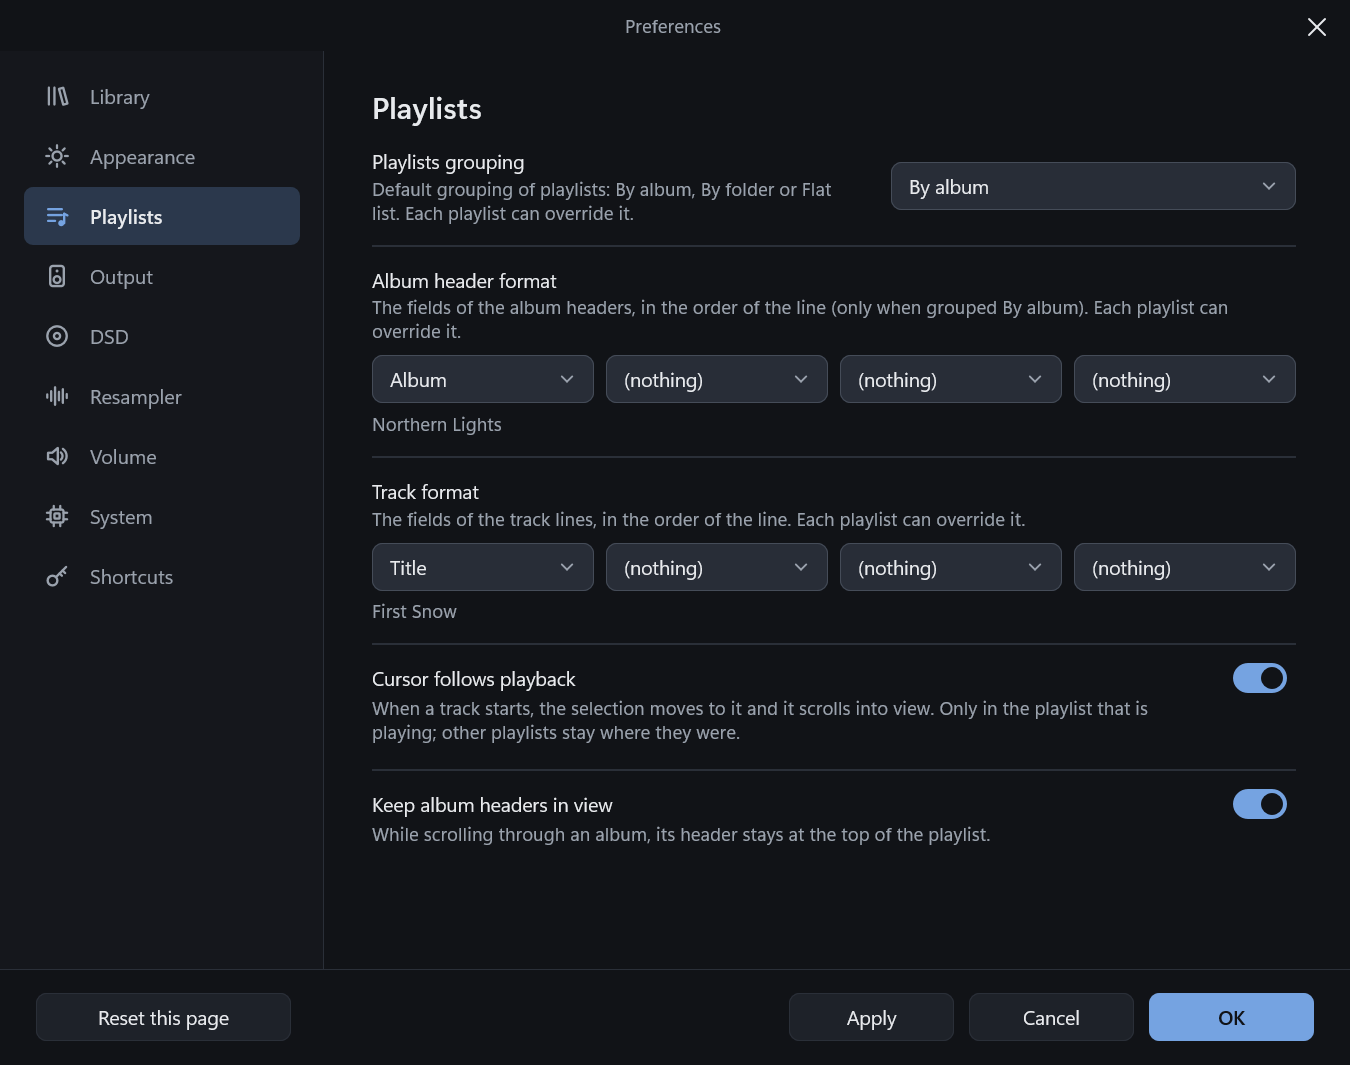 Preferences
Library
Appearance
Playlists
Output
DSD
Resampler
Volume
System
Shortcuts
Playlists
Playlists grouping
Default grouping of playlists: By album, By folder or Flat
list. Each playlist can override it.
By album
Album header format
The fields of the album headers, in the order of the line (only when grouped By album). Each playlist can
override it.
Album (nothing) (nothing) (nothing)
Northern Lights
Track format
The fields of the track lines, in the order of the line. Each playlist can override it.
Title (nothing) (nothing) (nothing)
First Snow
Cursor follows playback
When a track starts, the selection moves to it and it scrolls into view. Only in the playlist that is
playing; other playlists stay where they were.
Keep album headers in view
While scrolling through an album, its header stays at the top of the playlist.
Reset this page Apply Cancel OK